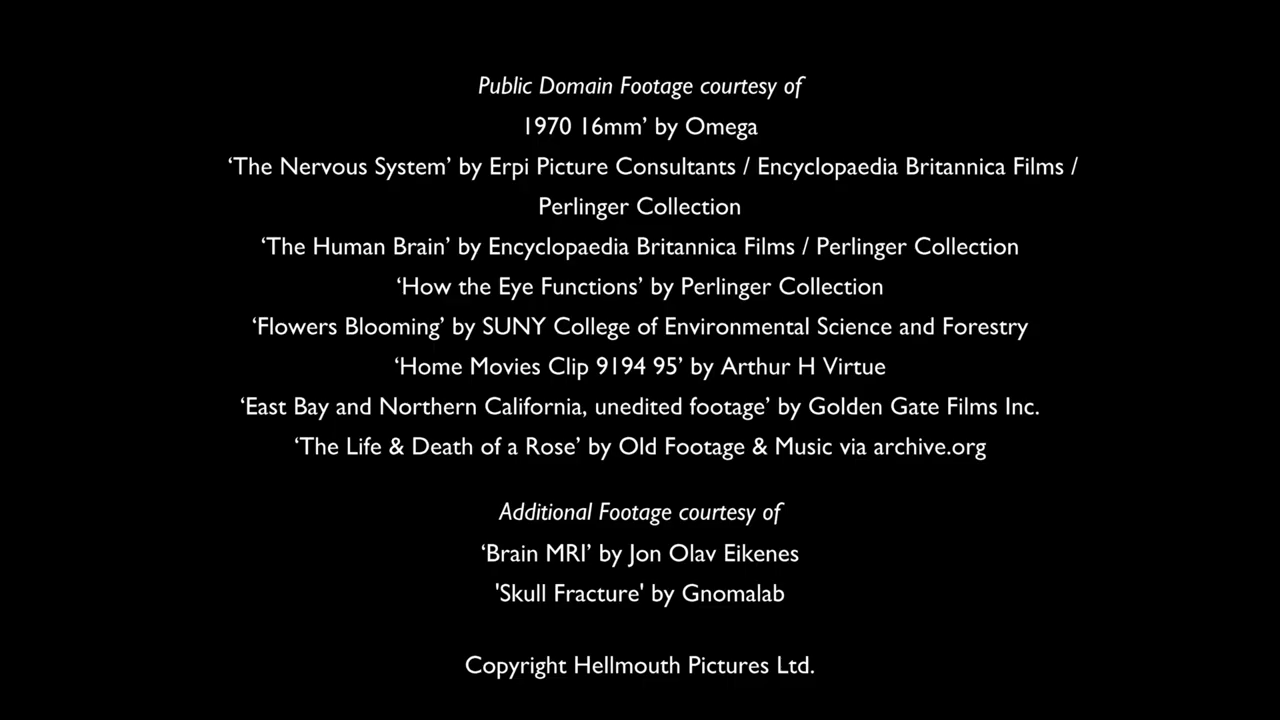 Public Domain Footage courtesy of
1970 16mm’ by Omega
‘The Nervous System’ by Erpi Picture Consultants / Encyclopaedia Britannica Films /
Perlinger Collection
‘The Human Brain’ by Encyclopaedia Britannica Films / Perlinger Collection
‘How the Eye Functions’ by Perlinger Collection
‘Flowers Blooming’ by SUNY College of Environmental Science and Forestry
‘Home Movies Clip 9194 95’ by Arthur H Virtue
‘East Bay and Northern California, unedited footage’ by Golden Gate Films Inc.
‘The Life & Death of a Rose’ by Old Footage & Music via archive.org
Additional Footage courtesy of
‘Brain MRI’ by Jon Olav Eikenes
'Skull Fracture' by Gnomalab
Copyright Hellmouth Pictures Ltd.